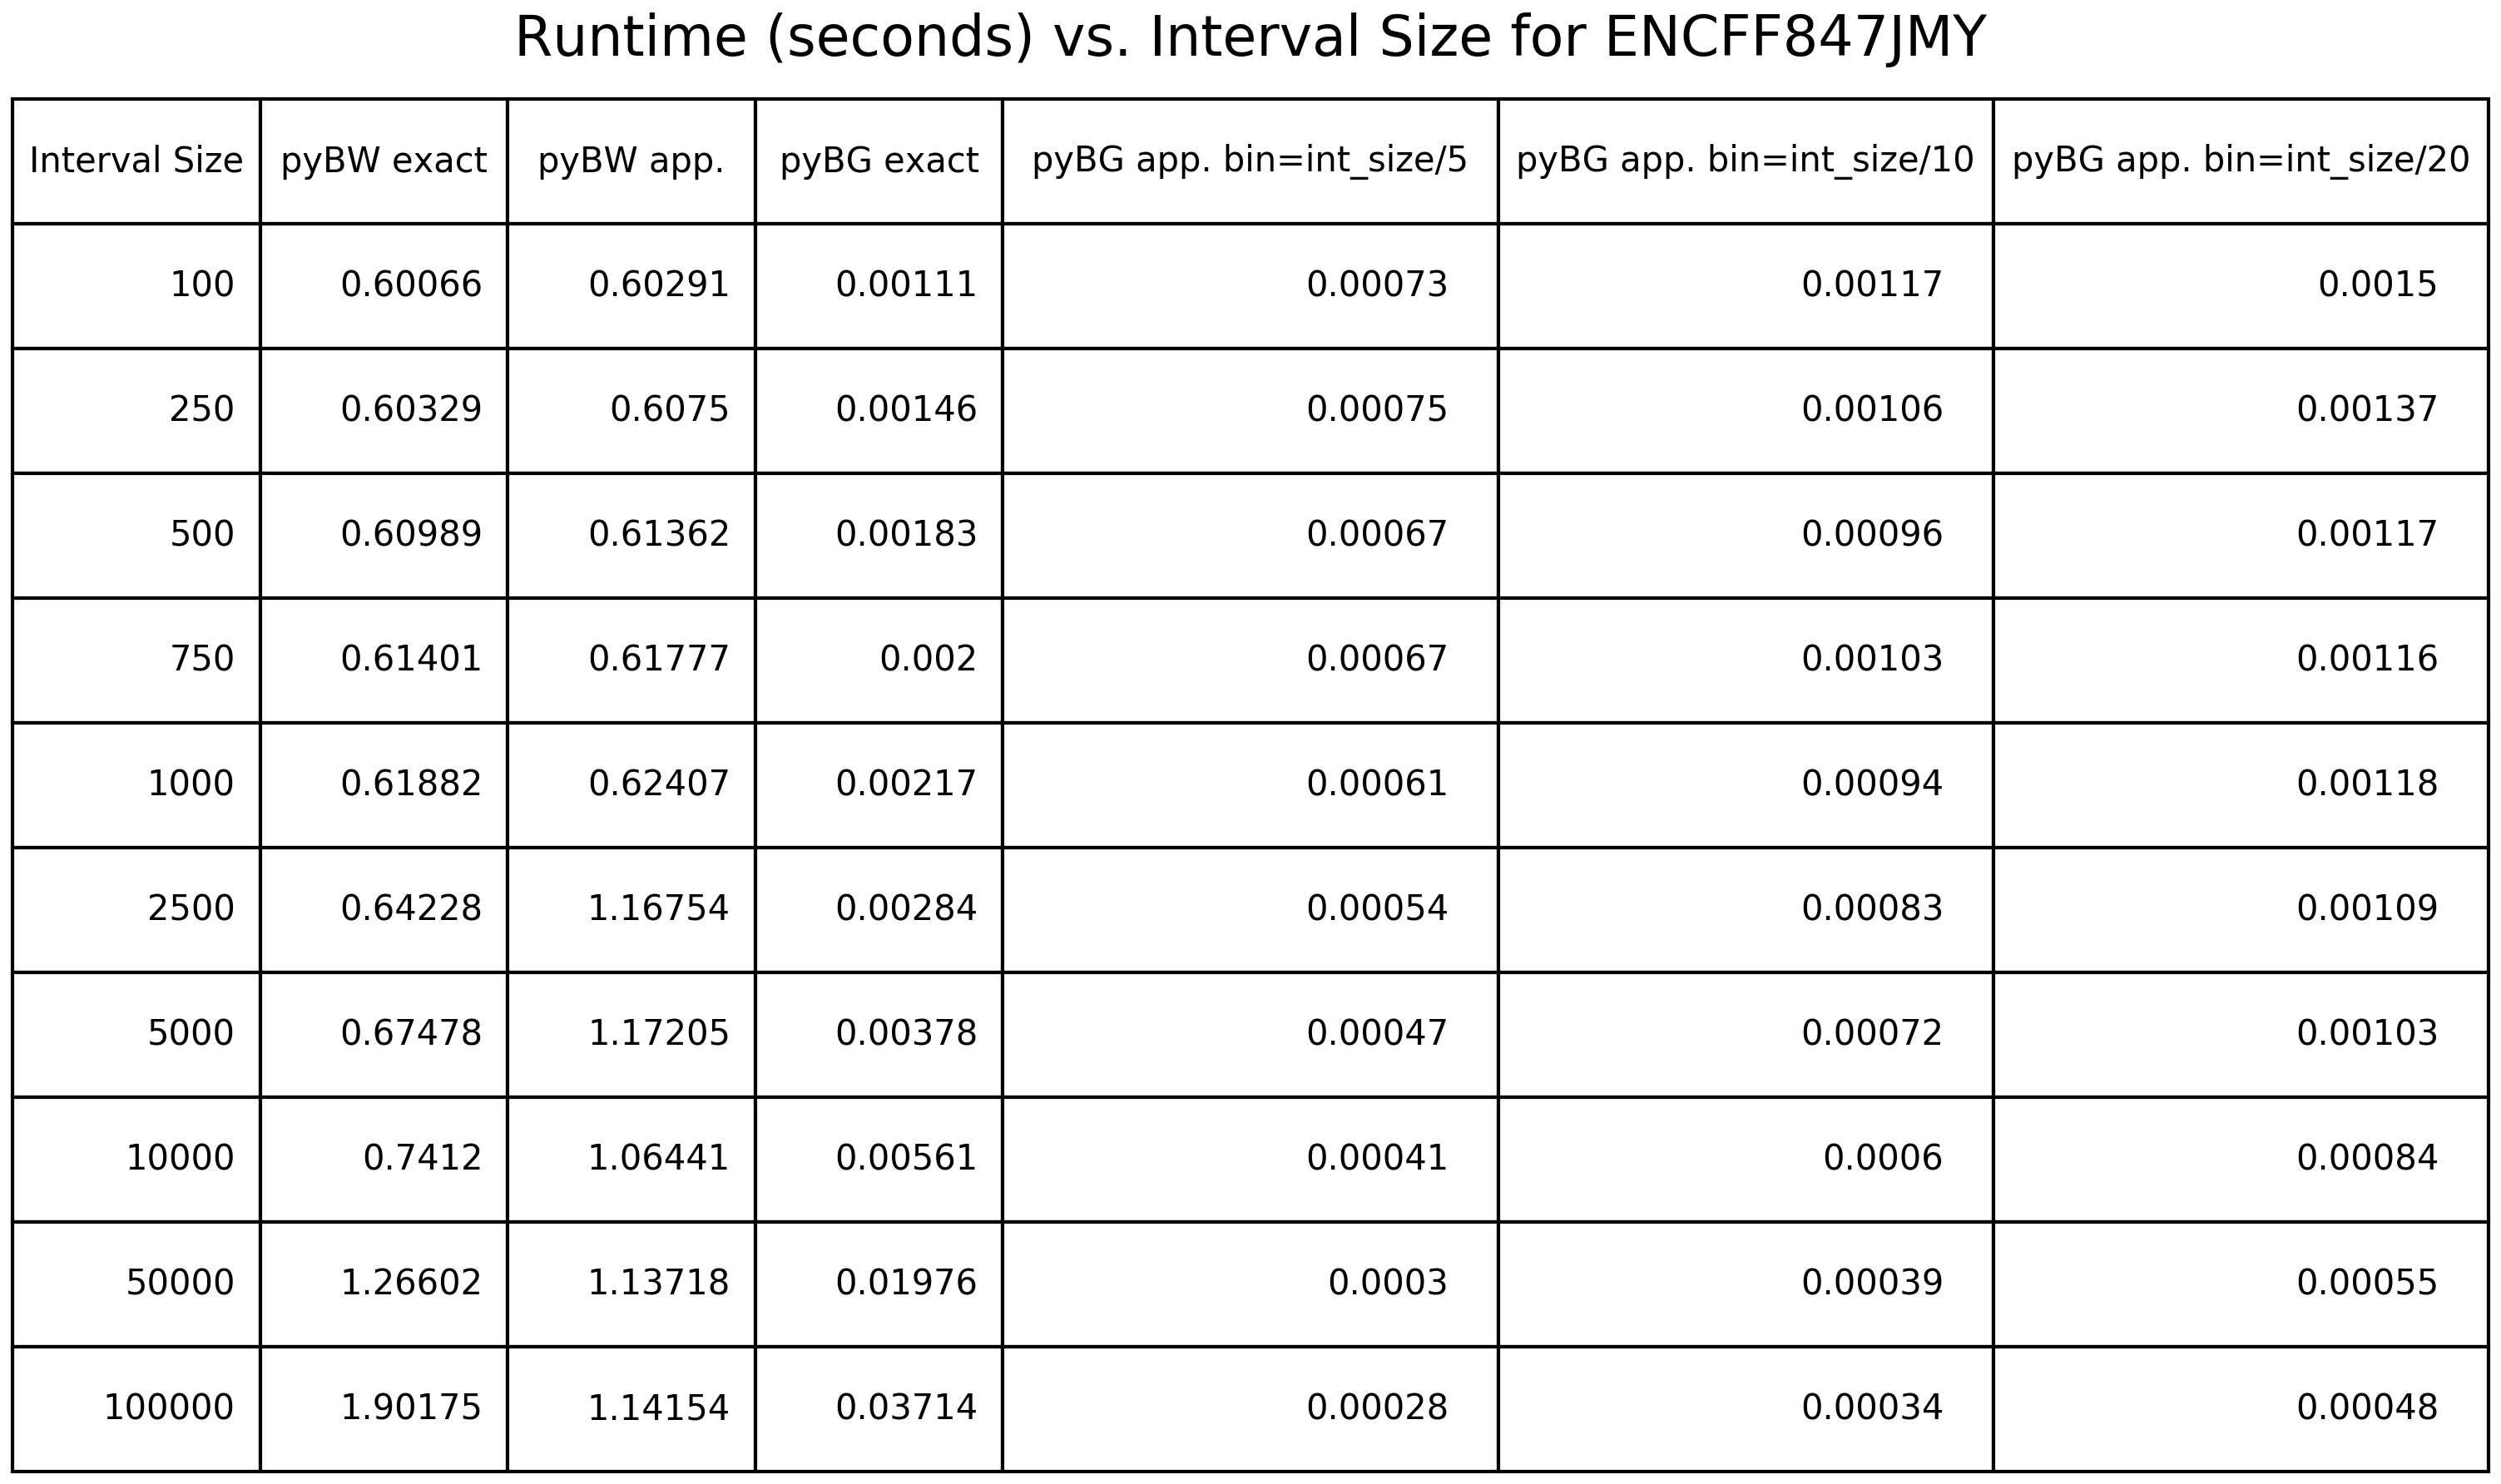 Runtime (seconds) vs. Interval Size for ENCFF847JMY
Interval Size pyBW exact pyBW app. pyBG exact pyBG app. bin=int_size/5 pyBG app. bin=int_size/10 pyBG app. bin=int_size/20
100 0.60066 0.60291 0.00111 0.00073 0.00117 0.0015
250 0.60329 0.6075 0.00146 0.00075 0.00106 0.00137
500 0.60989 0.61362 0.00183 0.00067 0.00096 0.00117
750 0.61401 0.61777 0.002 0.00067 0.00103 0.00116
1000 0.61882 0.62407 0.00217 0.00061 0.00094 0.00118
2500 0.64228 1.16754 0.00284 0.00054 0.00083 0.00109
5000 0.67478 1.17205 0.00378 0.00047 0.00072 0.00103
10000 0.7412 1.06441 0.00561 0.00041 0.0006 0.00084
50000 1.26602 1.13718 0.01976 0.0003 0.00039 0.00055
100000 1.90175 1.14154 0.03714 0.00028 0.00034 0.00048